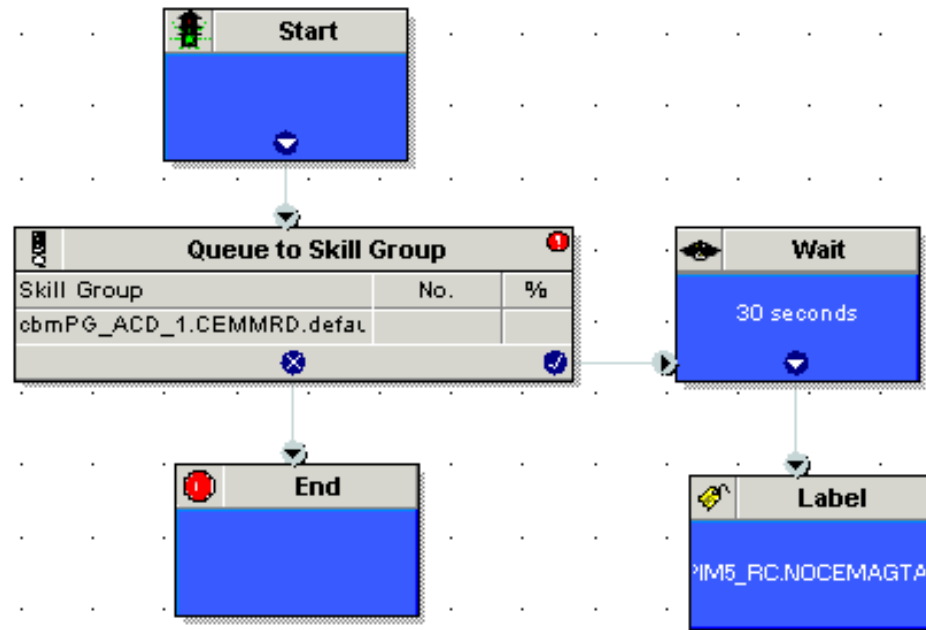 Start
Queue to Skill Group
Skill Group No. %
cbmPG_ACD_1.CEMMRD.defau
Wait
30 seconds
End
Label
PIM5_RC.NOCEMAGTA